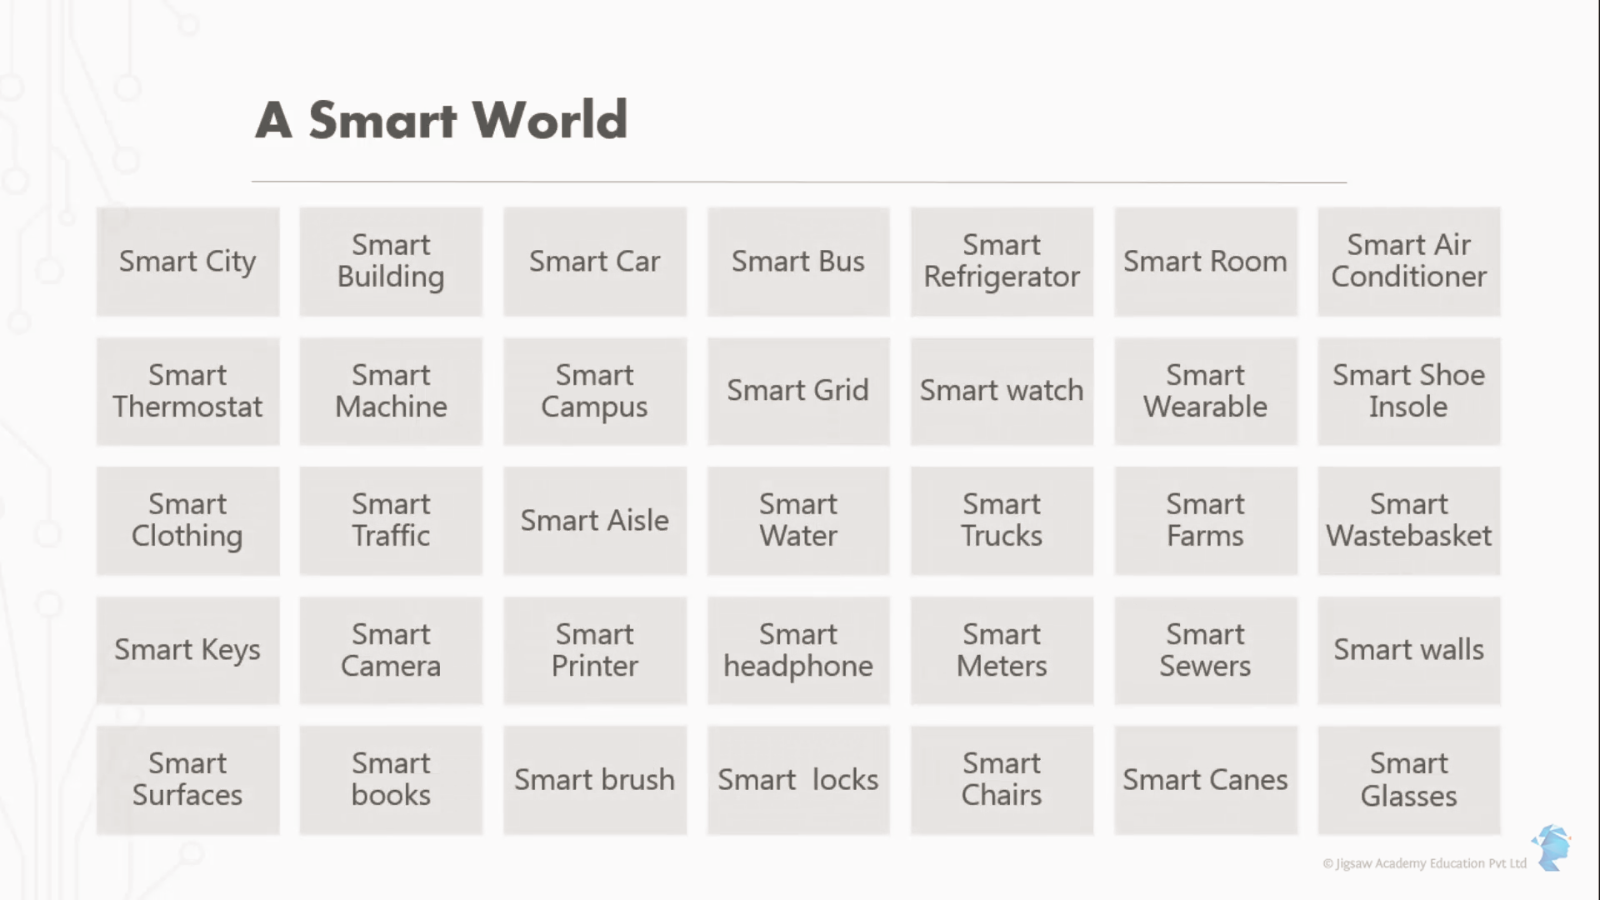 A Smart World
Smart City
Smart
Building
Smart Car
Smart Bus
Smart
Refrigerator
Smart Room
Smart Air
Conditioner
Smart
Thermostat
Smart
Machine
Smart
Campus
Smart Grid
Smart watch
Smart
Wearable
Smart Shoe
Insole
Smart
Clothing
Smart
Traffic
Smart Aisle
Smart
Water
Smart
Trucks
Smart
Farms
Smart
Wastebasket
Smart Keys
Smart
Camera
Smart
Printer
Smart
headphone
Smart
Meters
Smart
Sewers
Smart walls
Smart
Surfaces
Smart
books
Smart brush
Smart  locks
Smart
Chairs
Smart Canes
Smart
Glasses
© Jigsaw Academy Education Pvt Ltd